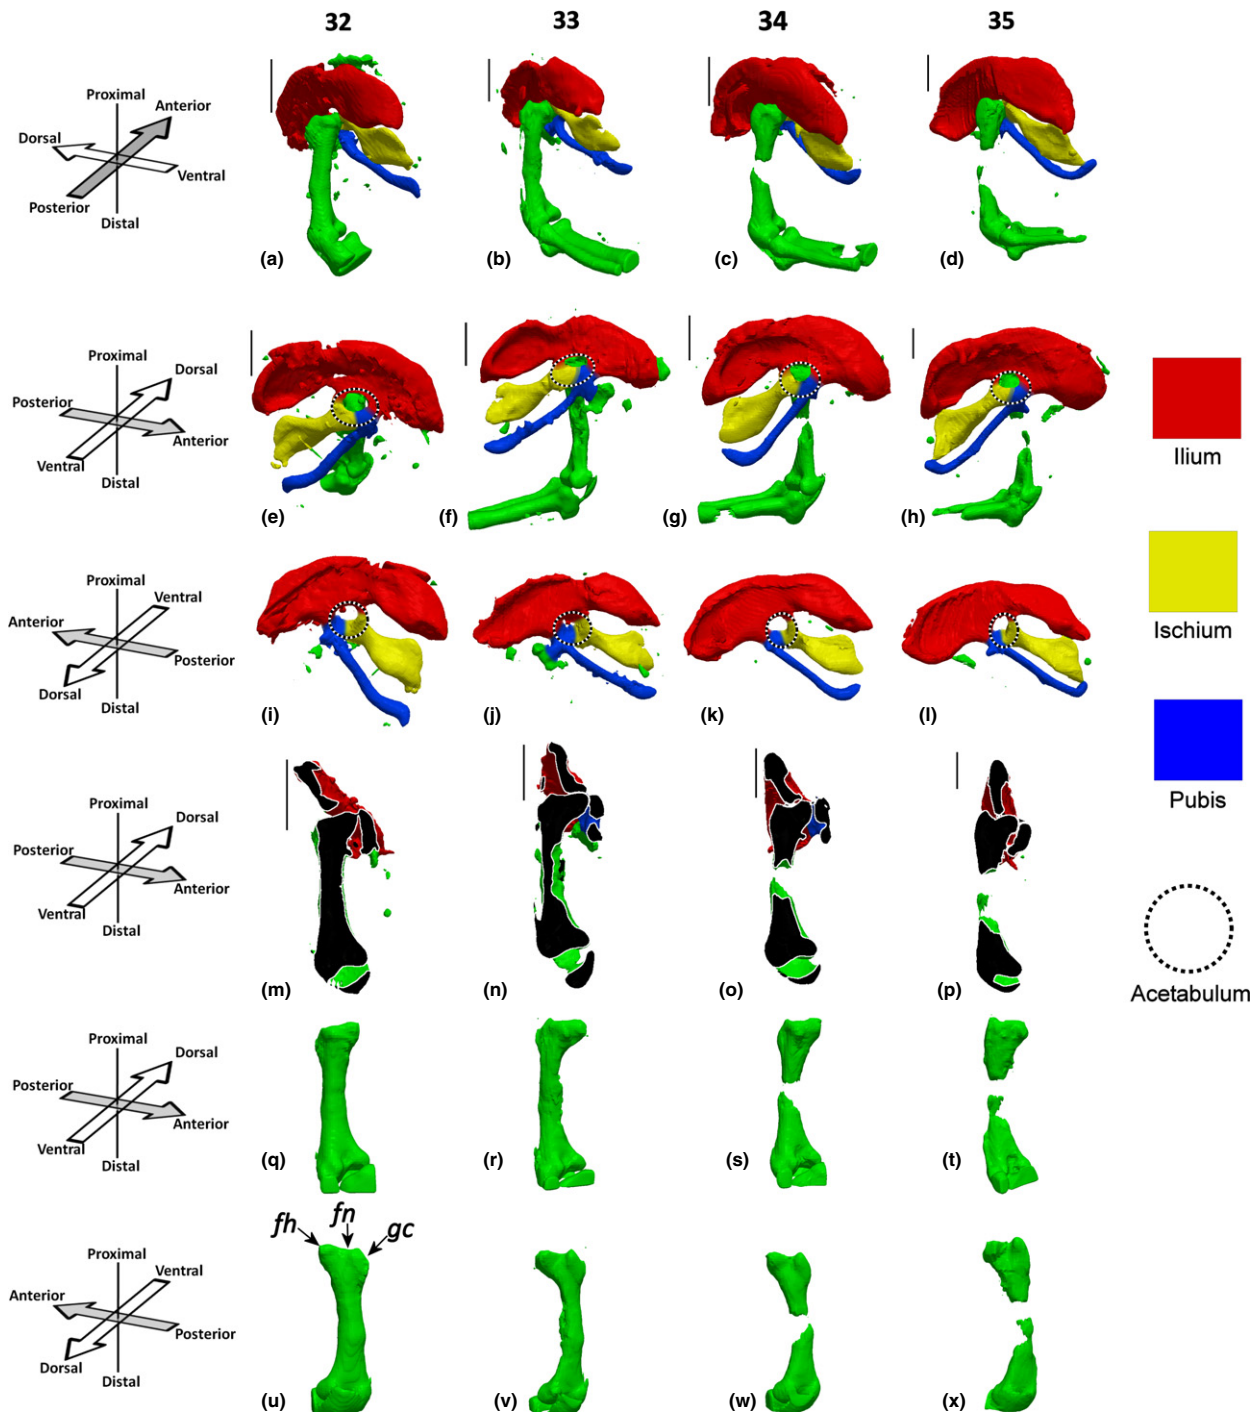 32 33 34 35
Proximal
Anterior
Dorsal
Ventral
Posterior
Distal
(a) (b) (c) (d)
Proximal
Dorsal
Posterior
Anterior
Ventral
Distal
(e) (f) (g) (h)
Ilium
Proximal
Ventral
Anterior
Posterior
Dorsal
Distal
(i) (j) (k) (l)
Ischium
Pubis
Proximal
Dorsal
Posterior
Anterior
Ventral
Distal
(m) (n) (o) (p)
Acetabulum
Proximal
Dorsal
Posterior
Anterior
Ventral
Distal
(q) (r) (s) (t)
fh fn gc
Proximal
Ventral
Anterior
Posterior
Dorsal
Distal
(u) (v) (w) (x)